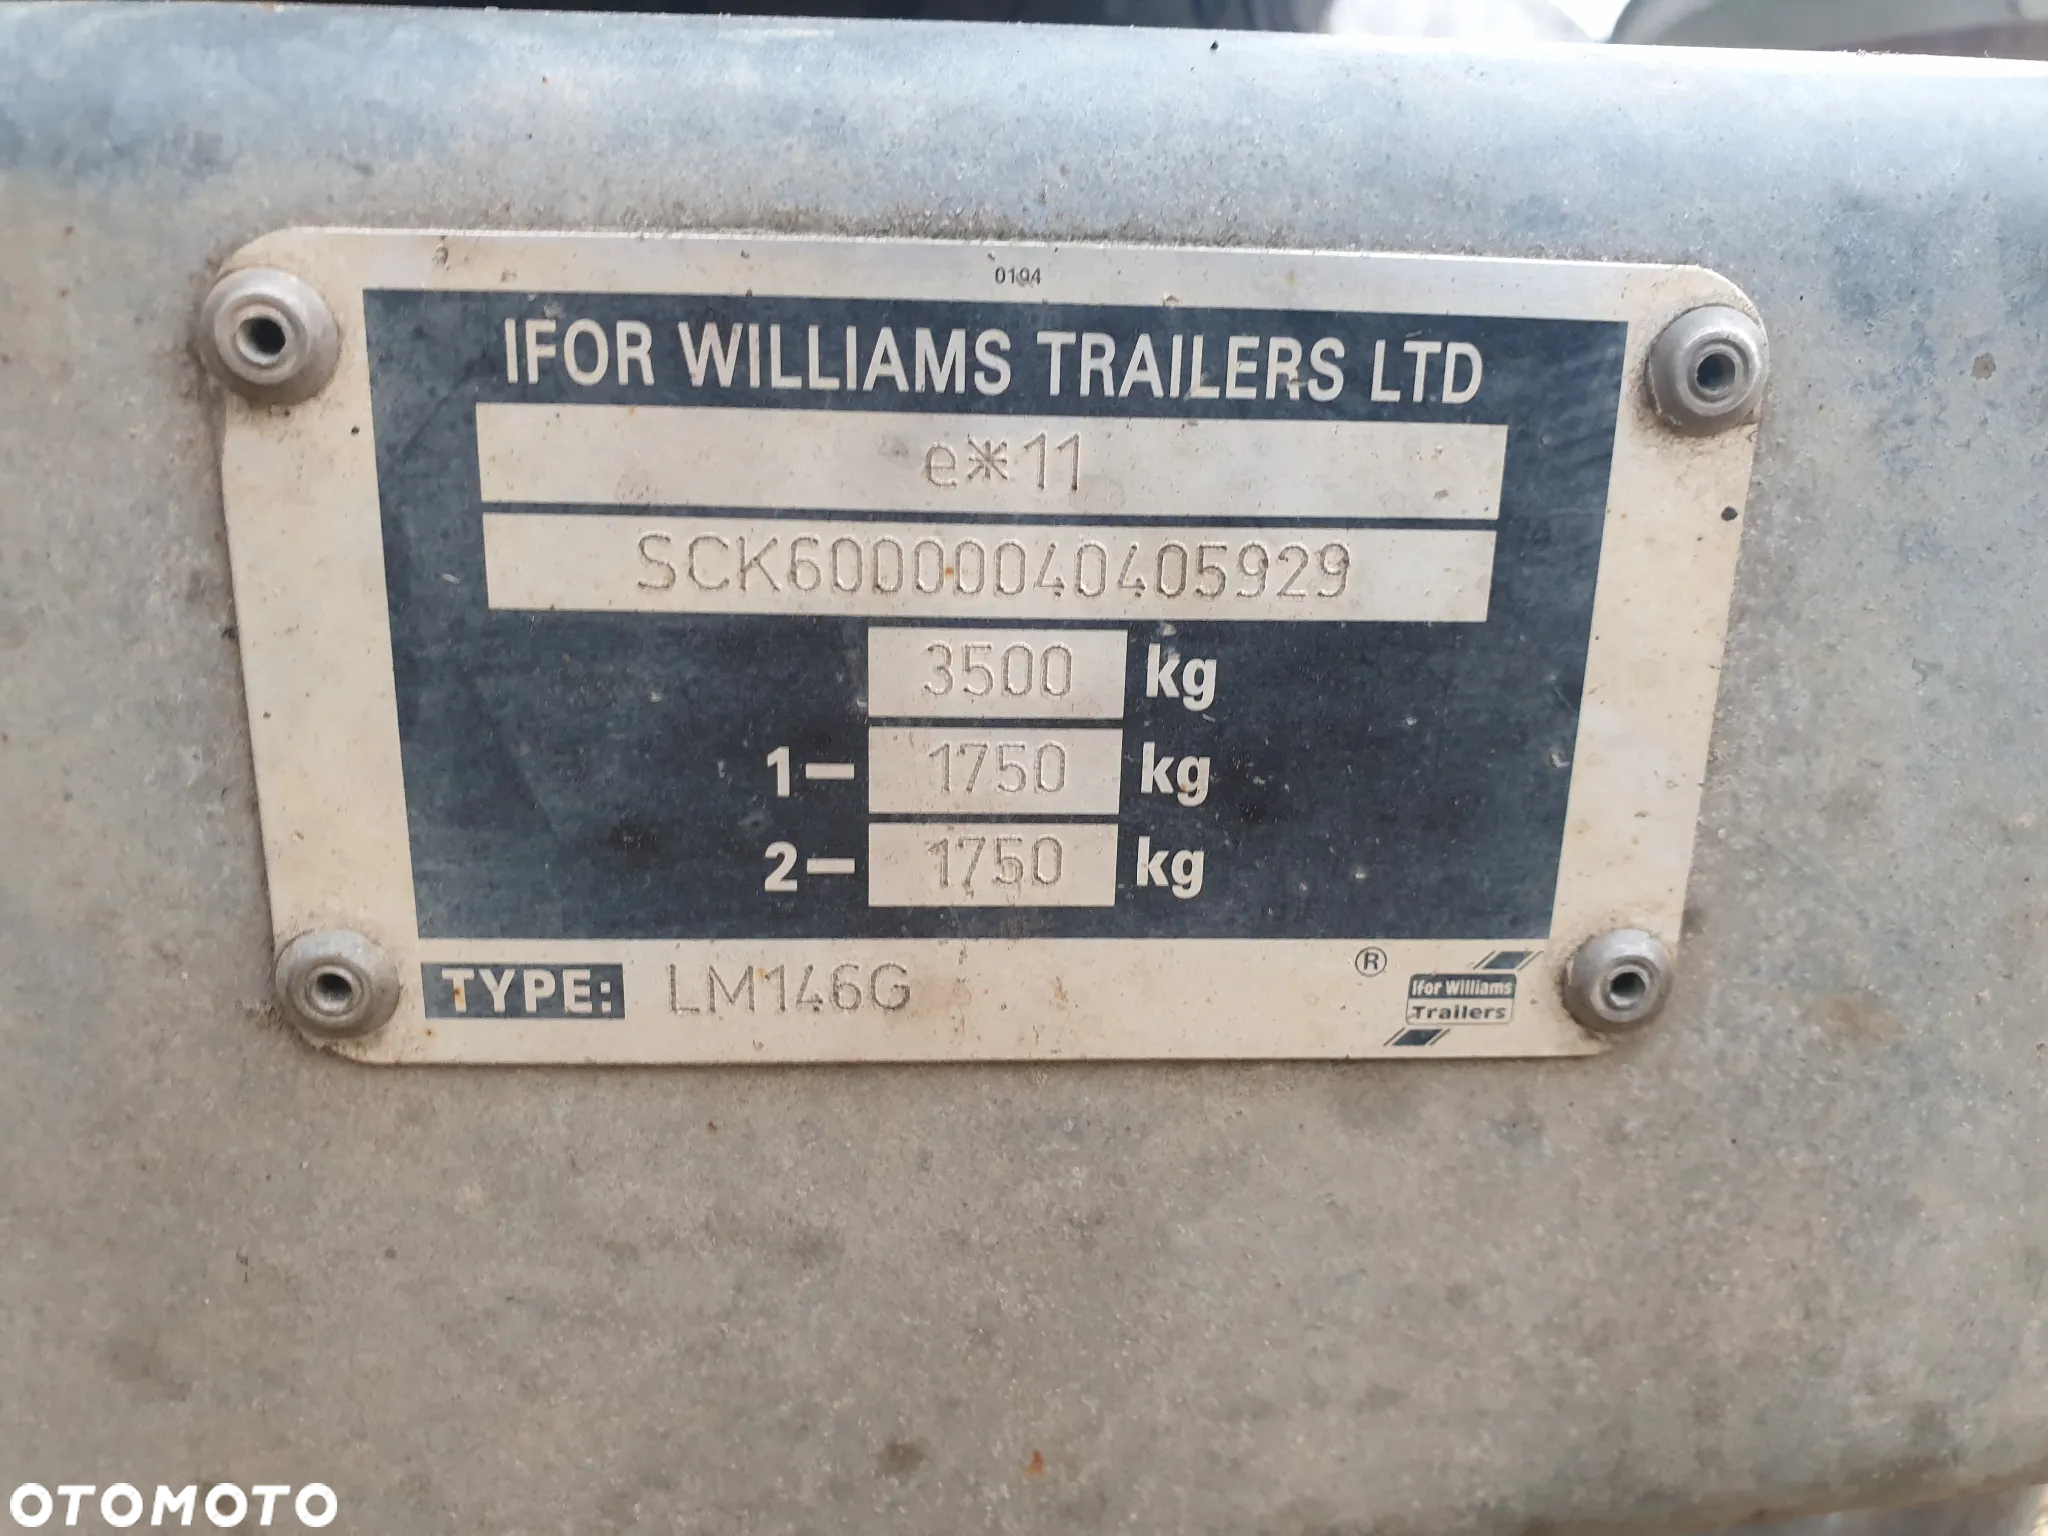 0194
IFOR WILLIAMS TRAILERS LTD
e*11
SCK60000040405929
3500 kg
1- 1750 kg
2- 1750 kg
TYPE: LM146G
®
Ifor Williams
Trailers
OTOMOTO